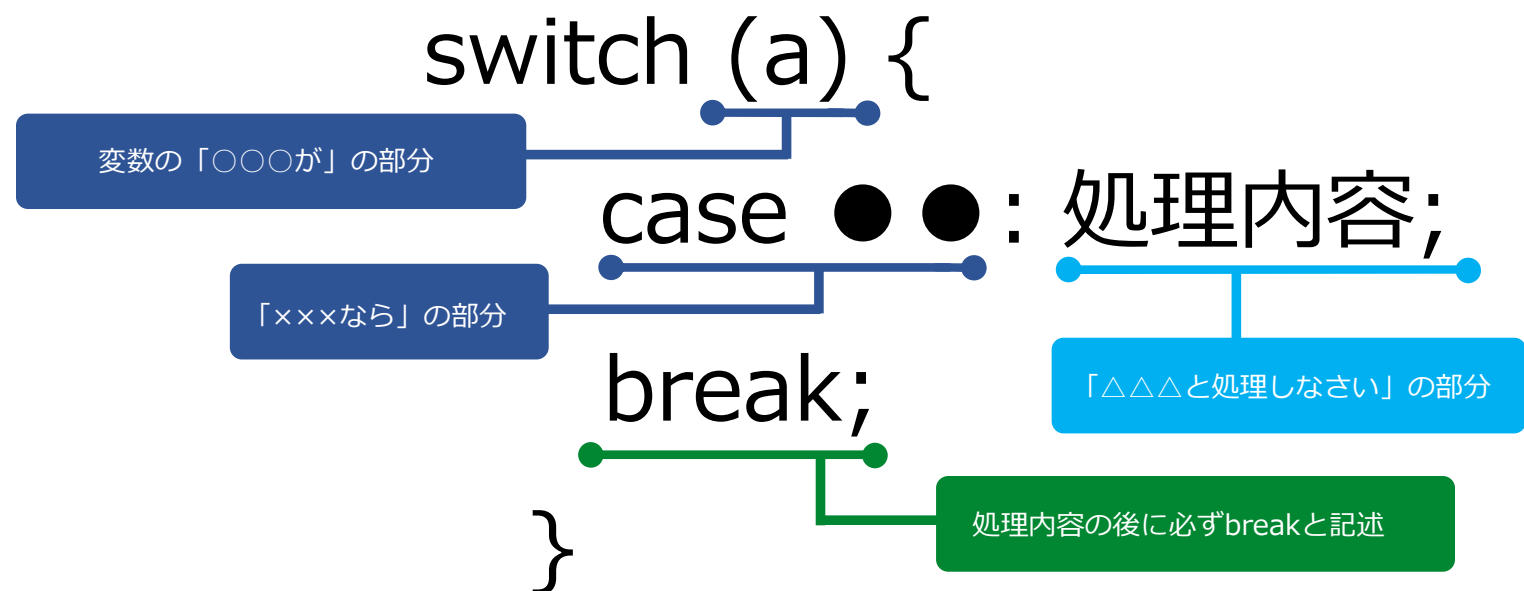 switch (a) {
変数の「○○○が」の部分
case ●●: 処理内容;
「×××なら」の部分
「△△△と処理しなさい」の部分
break;
処理内容の後に必ずbreakと記述
}